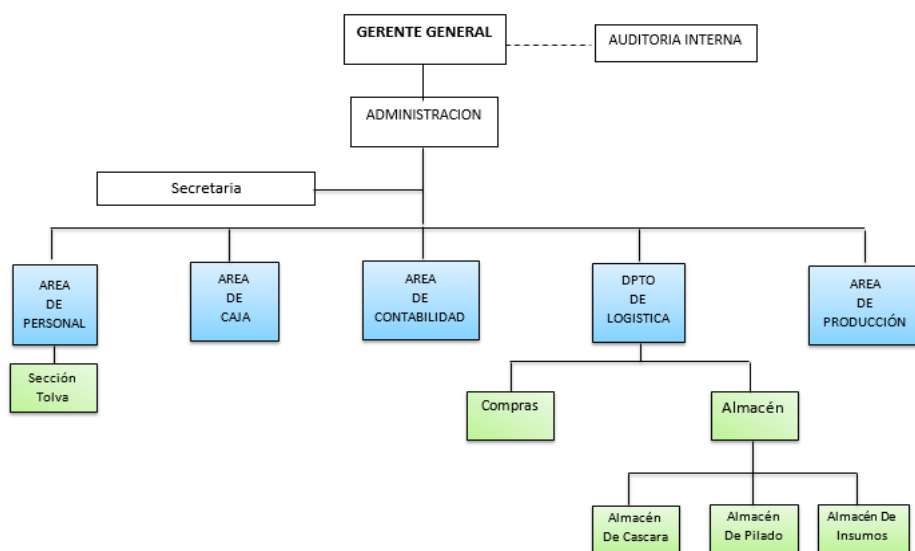 GERENTE GENERAL
AUDITORIA INTERNA
ADMINISTRACION
Secretaria
AREA
DE
PERSONAL
AREA
DE
CAJA
AREA
DE
CONTABILIDAD
DPTO
DE
LOGISTICA
AREA
DE
PRODUCCIÓN
Sección
Tolva
Compras
Almacén
Almacén
De Cascara
Almacén
De Pilado
Almacén De
Insumos